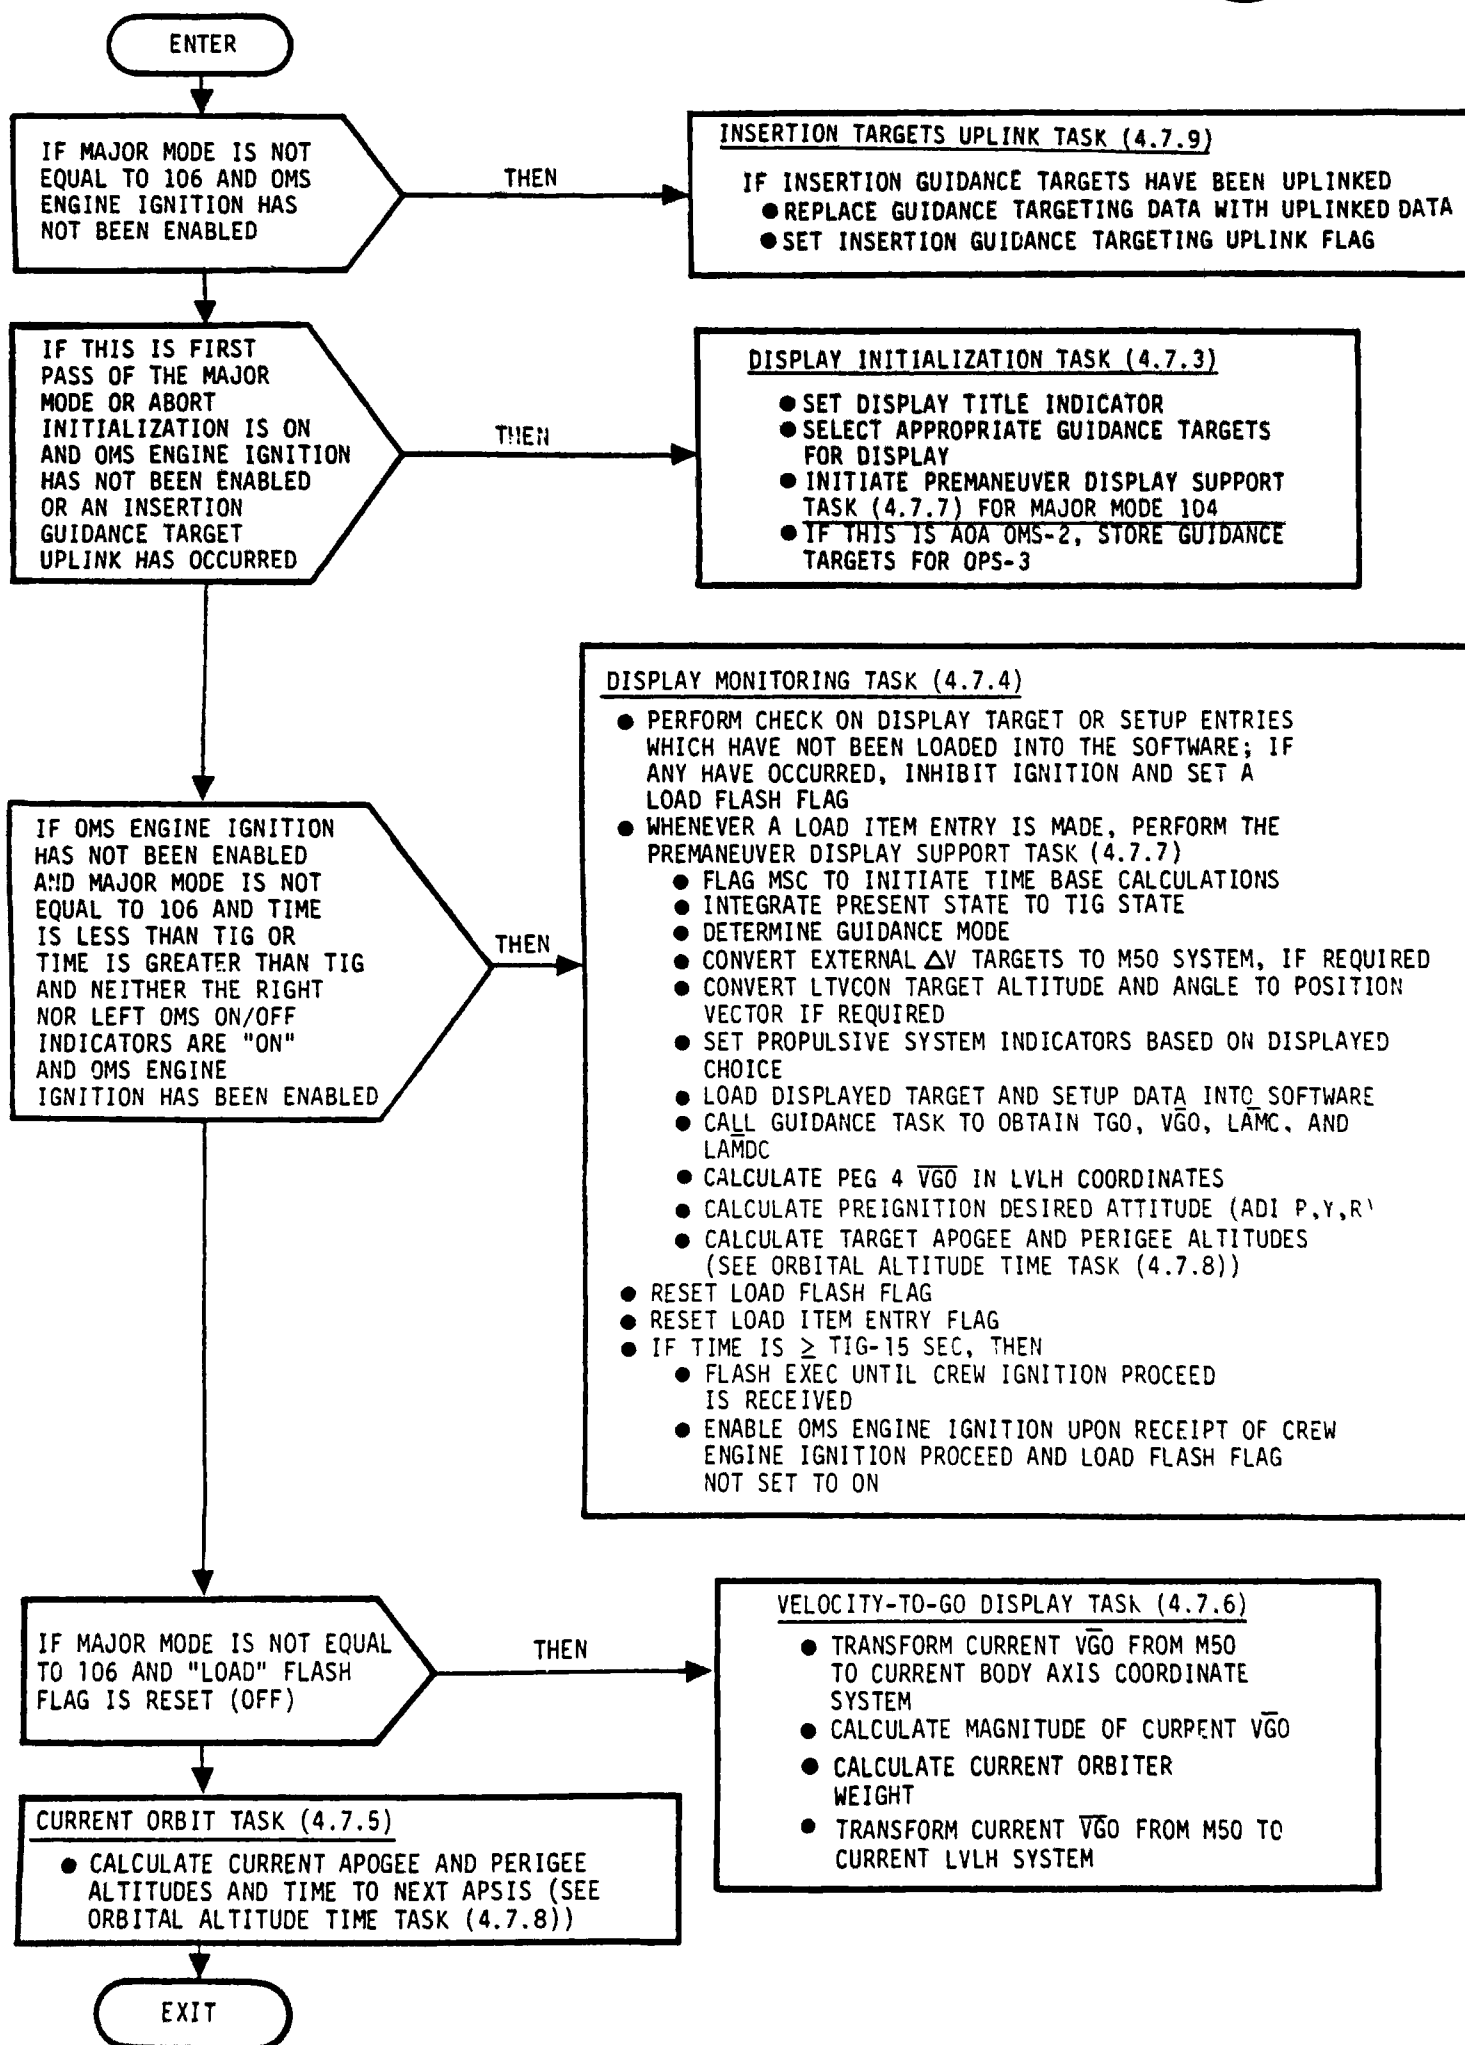 ENTER
IF MAJOR MODE IS NOT
EQUAL TO 106 AND OMS
ENGINE IGNITION HAS
NOT BEEN ENABLED
THEN
INSERTION TARGETS UPLINK TASK (4.7.9)
IF INSERTION GUIDANCE TARGETS HAVE BEEN UPLINKED
● REPLACE GUIDANCE TARGETING DATA WITH UPLINKED DATA
● SET INSERTION GUIDANCE TARGETING UPLINK FLAG
IF THIS IS FIRST
PASS OF THE MAJOR
MODE OR ABORT
INITIALIZATION IS ON
AND OMS ENGINE IGNITION
HAS NOT BEEN ENABLED
OR AN INSERTION
GUIDANCE TARGET
UPLINK HAS OCCURRED
THEN
DISPLAY INITIALIZATION TASK (4.7.3)
● SET DISPLAY TITLE INDICATOR
● SELECT APPROPRIATE GUIDANCE TARGETS
FOR DISPLAY
● INITIATE PREMANEUVER DISPLAY SUPPORT
TASK (4.7.7) FOR MAJOR MODE 104
● IF THIS IS AOA OMS-2, STORE GUIDANCE
TARGETS FOR OPS-3
IF OMS ENGINE IGNITION
HAS NOT BEEN ENABLED
AND MAJOR MODE IS NOT
EQUAL TO 106 AND TIME
IS LESS THAN TIG OR
TIME IS GREATER THAN TIG
AND NEITHER THE RIGHT
NOR LEFT OMS ON/OFF
INDICATORS ARE "ON"
AND OMS ENGINE
IGNITION HAS BEEN ENABLED
THEN
DISPLAY MONITORING TASK (4.7.4)
● PERFORM CHECK ON DISPLAY TARGET OR SETUP ENTRIES
WHICH HAVE NOT BEEN LOADED INTO THE SOFTWARE; IF
ANY HAVE OCCURRED, INHIBIT IGNITION AND SET A
LOAD FLASH FLAG
● WHENEVER A LOAD ITEM ENTRY IS MADE, PERFORM THE
PREMANEUVER DISPLAY SUPPORT TASK (4.7.7)
● FLAG MSC TO INITIATE TIME BASE CALCULATIONS
● INTEGRATE PRESENT STATE TO TIG STATE
● DETERMINE GUIDANCE MODE
● CONVERT EXTERNAL ΔV TARGETS TO M50 SYSTEM, IF REQUIRED
● CONVERT LTVCON TARGET ALTITUDE AND ANGLE TO POSITION
VECTOR IF REQUIRED
● SET PROPULSIVE SYSTEM INDICATORS BASED ON DISPLAYED
CHOICE
● LOAD DISPLAYED TARGET AND SETUP DATA INTO SOFTWARE
● CALL GUIDANCE TASK TO OBTAIN TGO, V̅G̅O̅, L̅A̅M̅C̅, AND
L̅A̅M̅D̅C̅
● CALCULATE PEG 4 V̅G̅O̅ IN LVLH COORDINATES
● CALCULATE PREIGNITION DESIRED ATTITUDE (ADI P,Y,R)
● CALCULATE TARGET APOGEE AND PERIGEE ALTITUDES
(SEE ORBITAL ALTITUDE TIME TASK (4.7.8))
● RESET LOAD FLASH FLAG
● RESET LOAD ITEM ENTRY FLAG
● IF TIME IS ≥ TIG-15 SEC, THEN
● FLASH EXEC UNTIL CREW IGNITION PROCEED
IS RECEIVED
● ENABLE OMS ENGINE IGNITION UPON RECEIPT OF CREW
ENGINE IGNITION PROCEED AND LOAD FLASH FLAG
NOT SET TO ON
IF MAJOR MODE IS NOT EQUAL
TO 106 AND "LOAD" FLASH
FLAG IS RESET (OFF)
THEN
VELOCITY-TO-GO DISPLAY TASK (4.7.6)
● TRANSFORM CURRENT V̅G̅O̅ FROM M50
TO CURRENT BODY AXIS COORDINATE
SYSTEM
● CALCULATE MAGNITUDE OF CURRENT V̅G̅O̅
● CALCULATE CURRENT ORBITER
WEIGHT
● TRANSFORM CURRENT V̅G̅O̅ FROM M50 TO
CURRENT LVLH SYSTEM
CURRENT ORBIT TASK (4.7.5)
● CALCULATE CURRENT APOGEE AND PERIGEE
ALTITUDES AND TIME TO NEXT APSIS (SEE
ORBITAL ALTITUDE TIME TASK (4.7.8))
EXIT